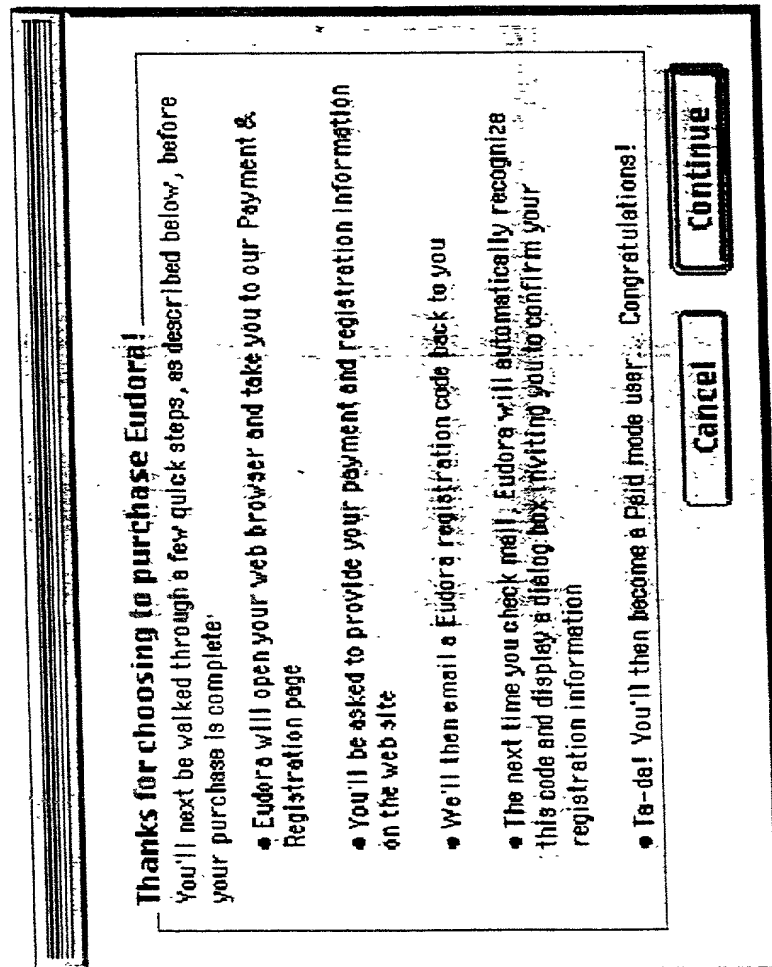 Thanks for choosing to purchase Eudora!
You'll next be walked through a few quick steps, as described below, before
your purchase is complete'
● Eudora will open your web browser and take you to our Payment &
Registration page
● You'll be asked to provide your payment and registration information
on the web site
● We'll then email a Eudora registration code back to you
● The next time you check mail, Eudora will automatically recognize
this code and display a dialog box inviting you to confirm your
registration information
● Ta-da! You'll then become a Paid mode user... Congratulations!
Cancel
Continue